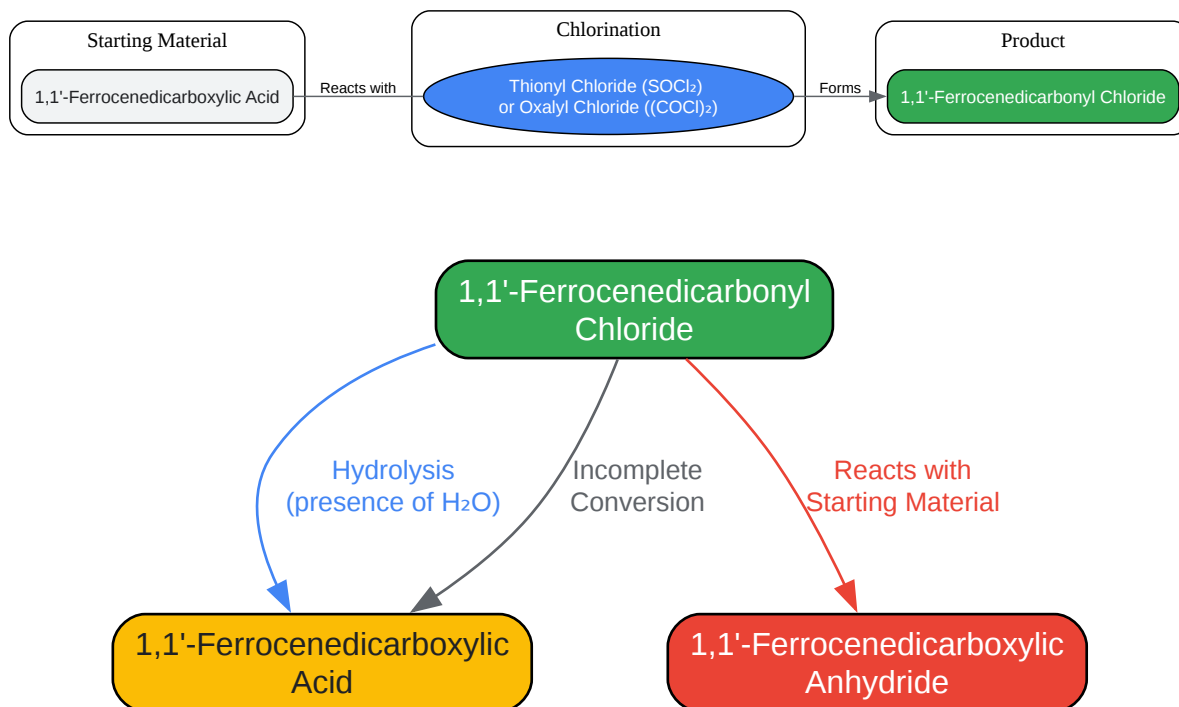 Starting Material
Chlorination
Product
1,1'-Ferrocenedicarboxylic Acid
Reacts with
Thionyl Chloride (SOCl₂)
or Oxalyl Chloride ((COCl)₂)
Forms
1,1'-Ferrocenedicarbonyl Chloride
1,1'-Ferrocenedicarbonyl
Chloride
Hydrolysis
(presence of H₂O)
Incomplete
Conversion
Reacts with
Starting Material
1,1'-Ferrocenedicarboxylic
Acid
1,1'-Ferrocenedicarboxylic
Anhydride